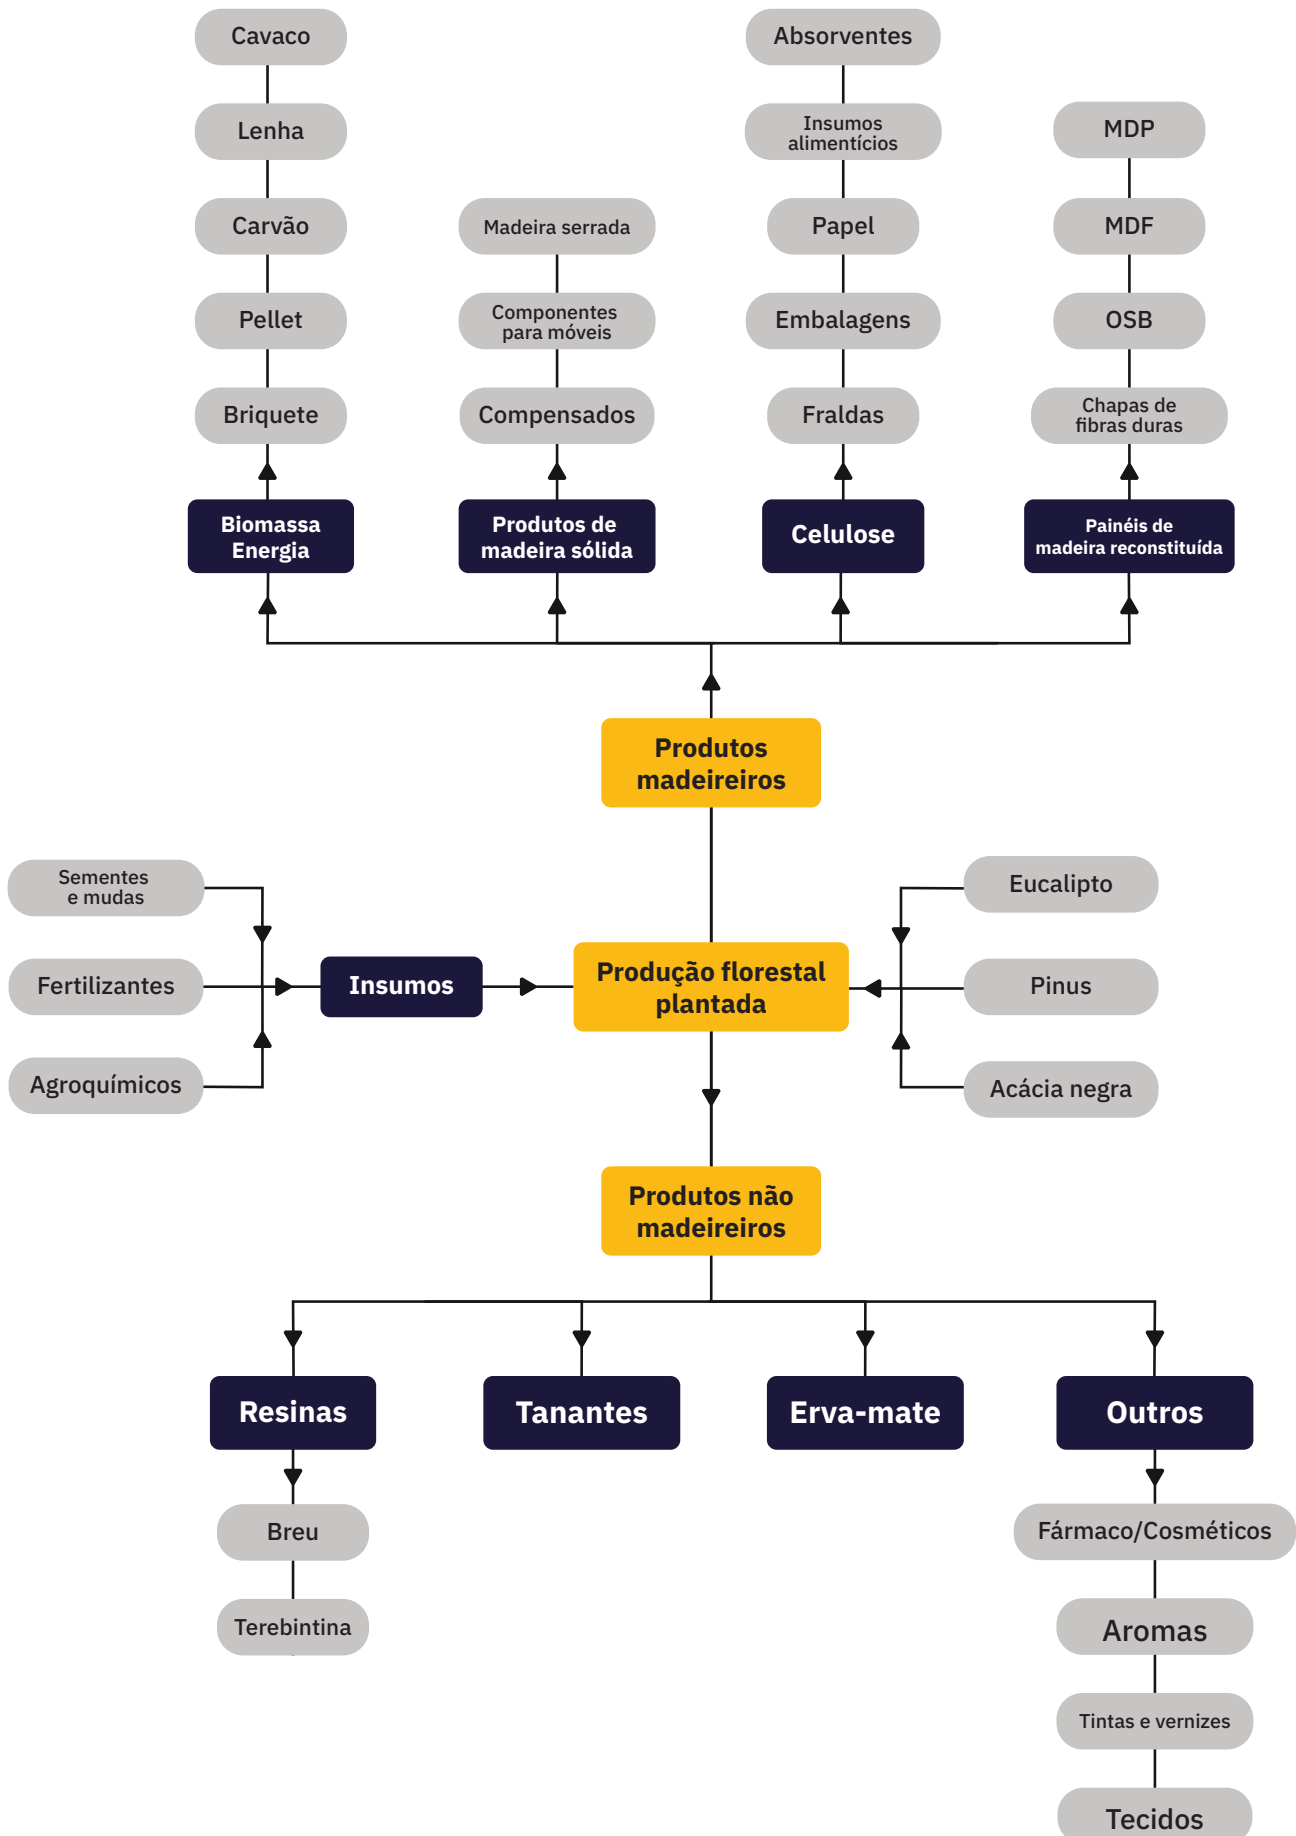 Cavaco
Lenha
Carvão
Pellet
Briquete
Biomassa
Energia
Madeira serrada
Componentes
para móveis
Compensados
Produtos de
madeira sólida
Absorventes
Insumos
alimentícios
Papel
Embalagens
Fraldas
Celulose
MDP
MDF
OSB
Chapas de
fibras duras
Painéis de
madeira reconstituída
Produtos
madeireiros
Sementes
e mudas
Fertilizantes
Agroquímicos
Insumos
Produção florestal
plantada
Eucalipto
Pinus
Acácia negra
Produtos não
madeireiros
Resinas
Breu
Terebintina
Tanantes
Erva-mate
Outros
Fármaco/Cosméticos
Aromas
Tintas e vernizes
Tecidos